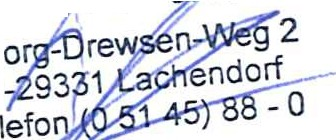 org-Drewsen-Weg 2
-29331 Lachendorf
lefon (0 51 45) 88 - 0